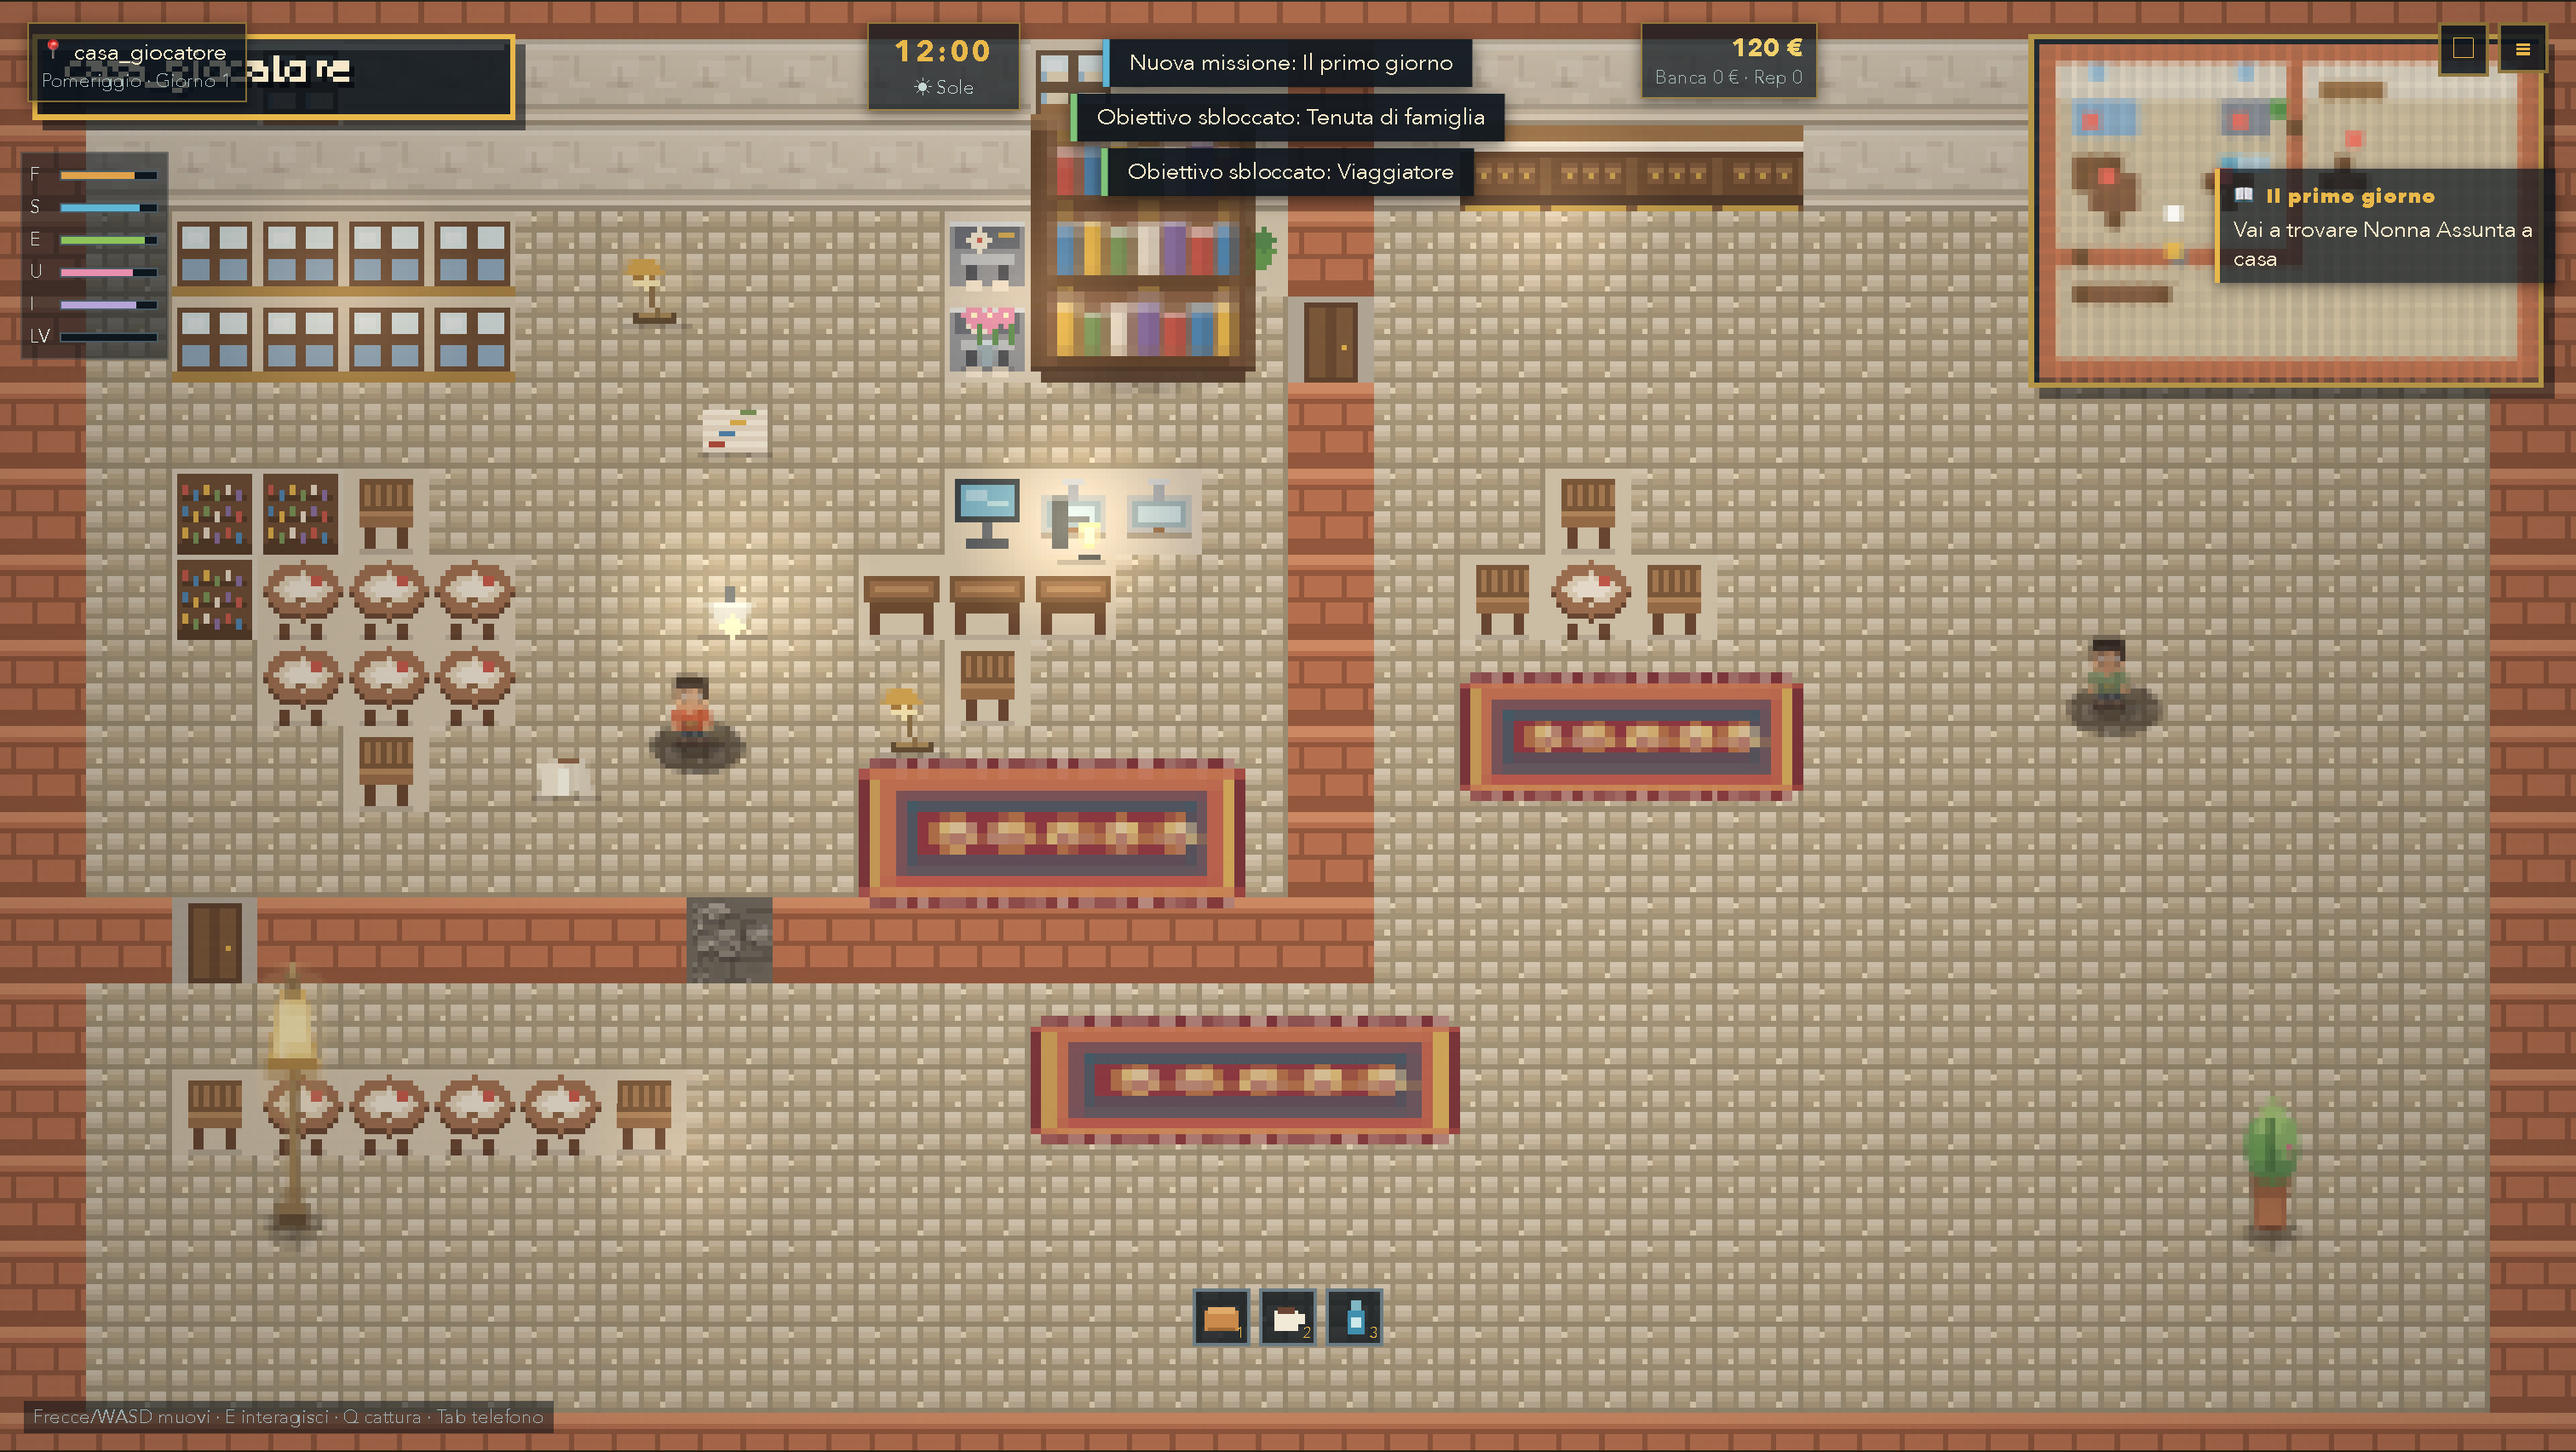 casa_giocatore
Pomeriggio · Giorno 1
12:00
Sole
Nuova missione: Il primo giorno
Obiettivo sbloccato: Tenuta di famiglia
Obiettivo sbloccato: Viaggiatore
120 €
Banca 0 € · Rep 0
Il primo giorno
Vai a trovare Nonna Assunta a
casa
F
S
E
U
I
LV
1
2
3
Frecce/WASD muovi · E interagisci · Q cattura · Tab telefono